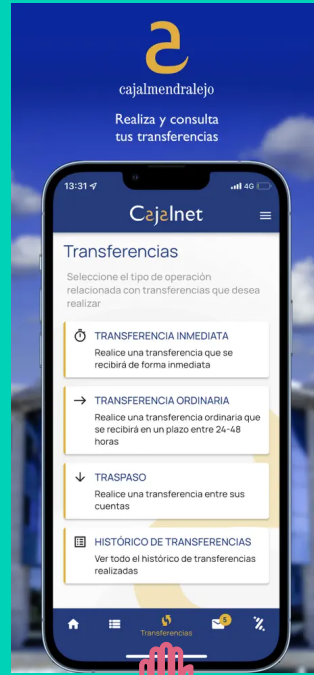 cajalmendralejo
Realiza y consulta
tus transferencias
13:31
4G
Cajalnet
Transferencias
Seleccione el tipo de operación
relacionada con transferencias que desea
realizar
TRANSFERENCIA INMEDIATA
Realice una transferencia que se
recibirá de forma inmediata
TRANSFERENCIA ORDINARIA
Realice una transferencia ordinaria que
se recibirá en un plazo entre 24-48
horas
TRASPASO
Realice una transferencia entre sus
cuentas
HISTÓRICO DE TRANSFERENCIAS
Ver todo el histórico de transferencias
realizadas
5
Transferencias